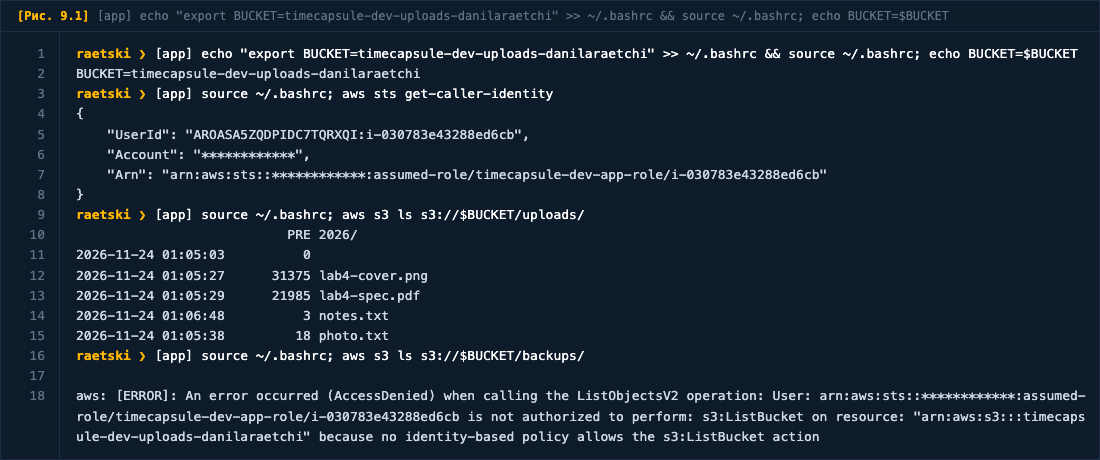 [Рис. 9.1] [app] echo "export BUCKET=timecapsule-dev-uploads-danilaraetchi" >> ~/.bashrc && source ~/.bashrc; echo BUCKET=$BUCKET
1 raetski ❯ [app] echo "export BUCKET=timecapsule-dev-uploads-danilaraetchi" >> ~/.bashrc && source ~/.bashrc; echo BUCKET=$BUCKET
2 BUCKET=timecapsule-dev-uploads-danilaraetchi
3 raetski ❯ [app] source ~/.bashrc; aws sts get-caller-identity
4 {
5     "UserId": "AROASA5ZQDPIDC7TQRXQI:i-030783e43288ed6cb",
6     "Account": "************",
7     "Arn": "arn:aws:sts::************:assumed-role/timecapsule-dev-app-role/i-030783e43288ed6cb"
8 }
9 raetski ❯ [app] source ~/.bashrc; aws s3 ls s3://$BUCKET/uploads/
10                            PRE 2026/
11 2026-11-24 01:05:03          0
12 2026-11-24 01:05:27      31375 lab4-cover.png
13 2026-11-24 01:05:29      21985 lab4-spec.pdf
14 2026-11-24 01:06:48          3 notes.txt
15 2026-11-24 01:05:38         18 photo.txt
16 raetski ❯ [app] source ~/.bashrc; aws s3 ls s3://$BUCKET/backups/
17
18 aws: [ERROR]: An error occurred (AccessDenied) when calling the ListObjectsV2 operation: User: arn:aws:sts::************:assumed-
role/timecapsule-dev-app-role/i-030783e43288ed6cb is not authorized to perform: s3:ListBucket on resource: "arn:aws:s3:::timecaps
ule-dev-uploads-danilaraetchi" because no identity-based policy allows the s3:ListBucket action